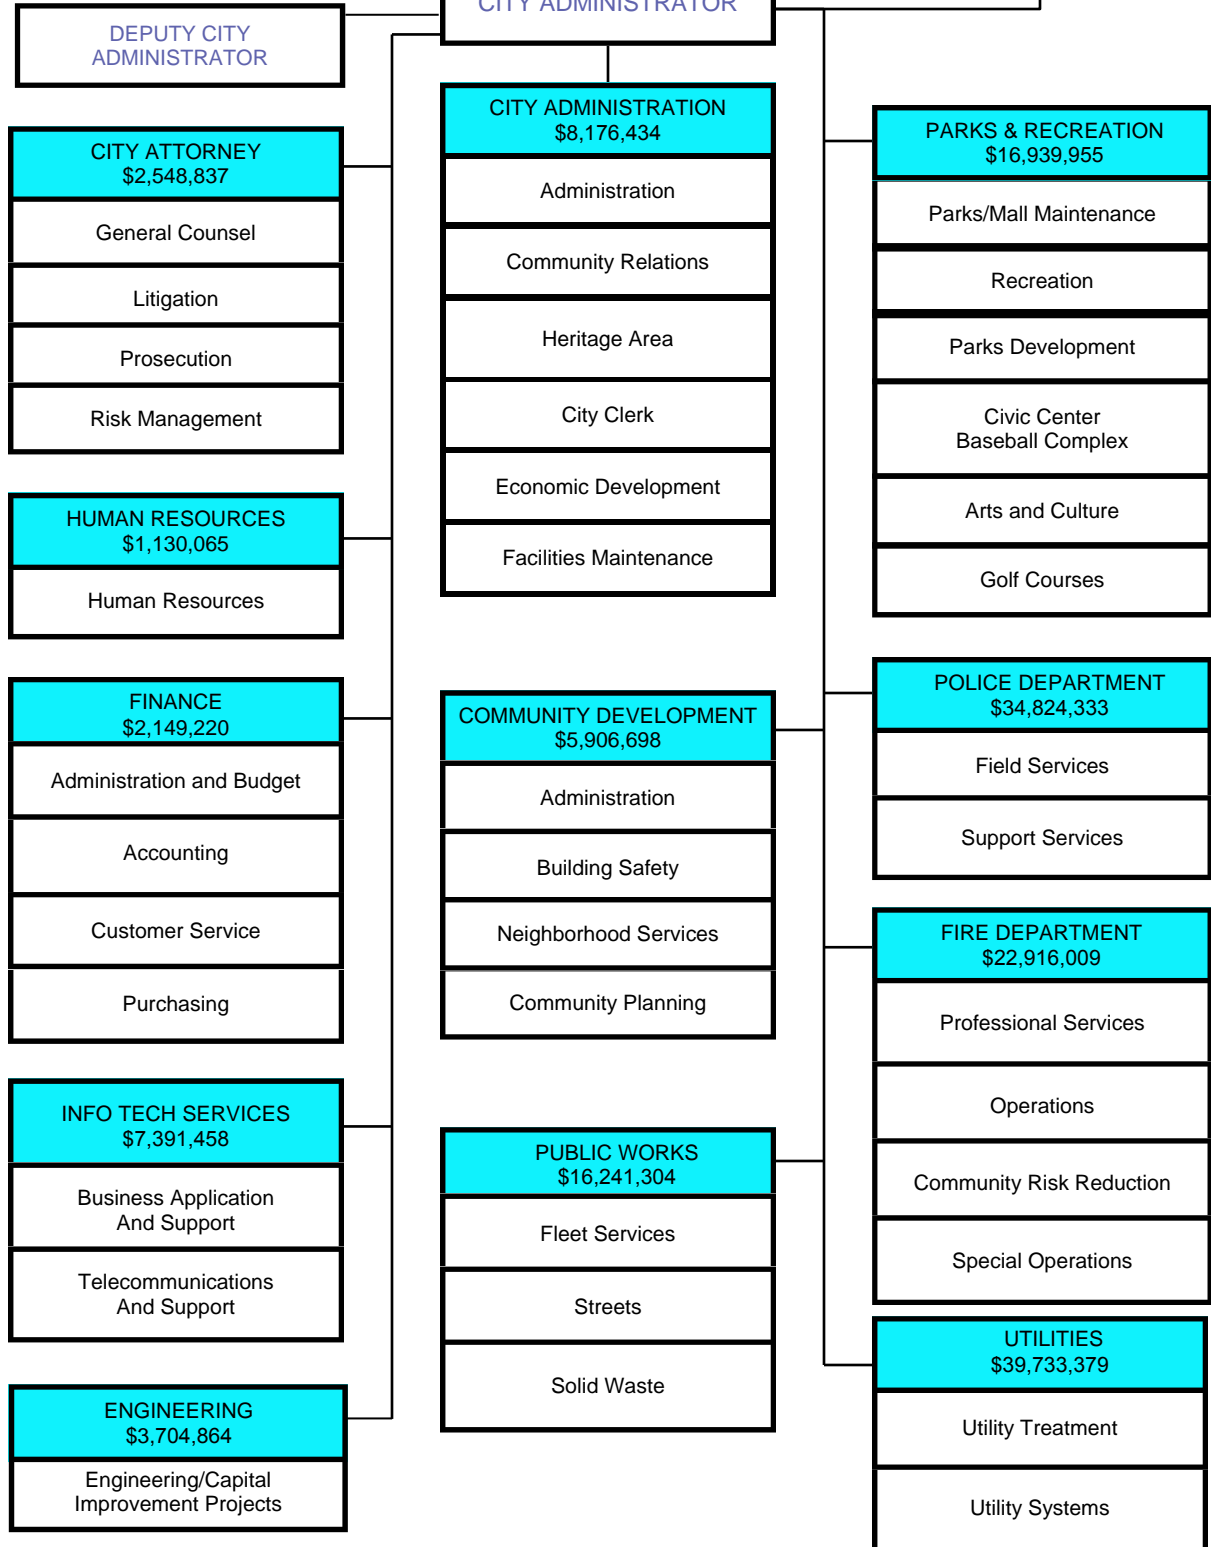 CITY ADMINISTRATOR
DEPUTY CITY
ADMINISTRATOR
CITY ATTORNEY
$2,548,837
General Counsel
Litigation
Prosecution
Risk Management
HUMAN RESOURCES
$1,130,065
Human Resources
FINANCE
$2,149,220
Administration and Budget
Accounting
Customer Service
Purchasing
INFO TECH SERVICES
$7,391,458
Business Application
And Support
Telecommunications
And Support
ENGINEERING
$3,704,864
Engineering/Capital
Improvement Projects
CITY ADMINISTRATION
$8,176,434
Administration
Community Relations
Heritage Area
City Clerk
Economic Development
Facilities Maintenance
COMMUNITY DEVELOPMENT
$5,906,698
Administration
Building Safety
Neighborhood Services
Community Planning
PUBLIC WORKS
$16,241,304
Fleet Services
Streets
Solid Waste
PARKS & RECREATION
$16,939,955
Parks/Mall Maintenance
Recreation
Parks Development
Civic Center
Baseball Complex
Arts and Culture
Golf Courses
POLICE DEPARTMENT
$34,824,333
Field Services
Support Services
FIRE DEPARTMENT
$22,916,009
Professional Services
Operations
Community Risk Reduction
Special Operations
UTILITIES
$39,733,379
Utility Treatment
Utility Systems